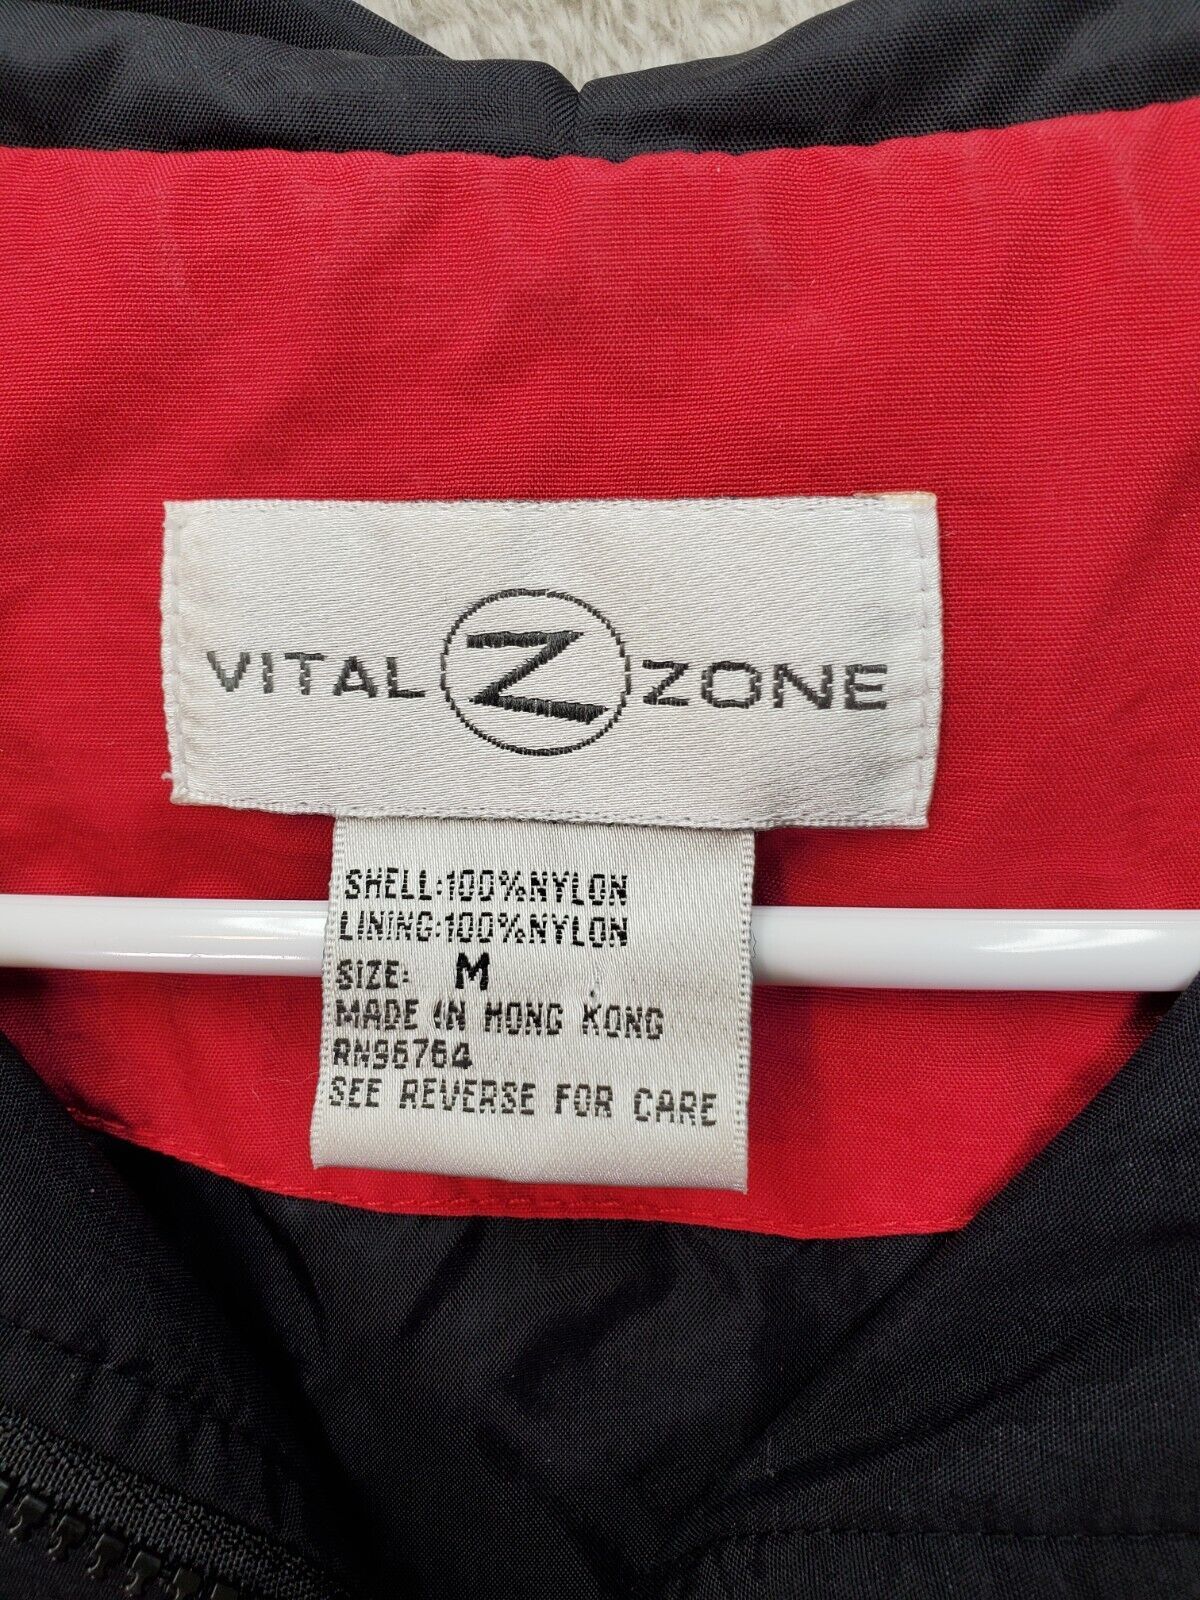 VITAL Z ZONE
SHELL:100%NYLON
LINING:100%NYLON
SIZE: M
MADE IN HONG KONG
RN96764
SEE REVERSE FOR CARE